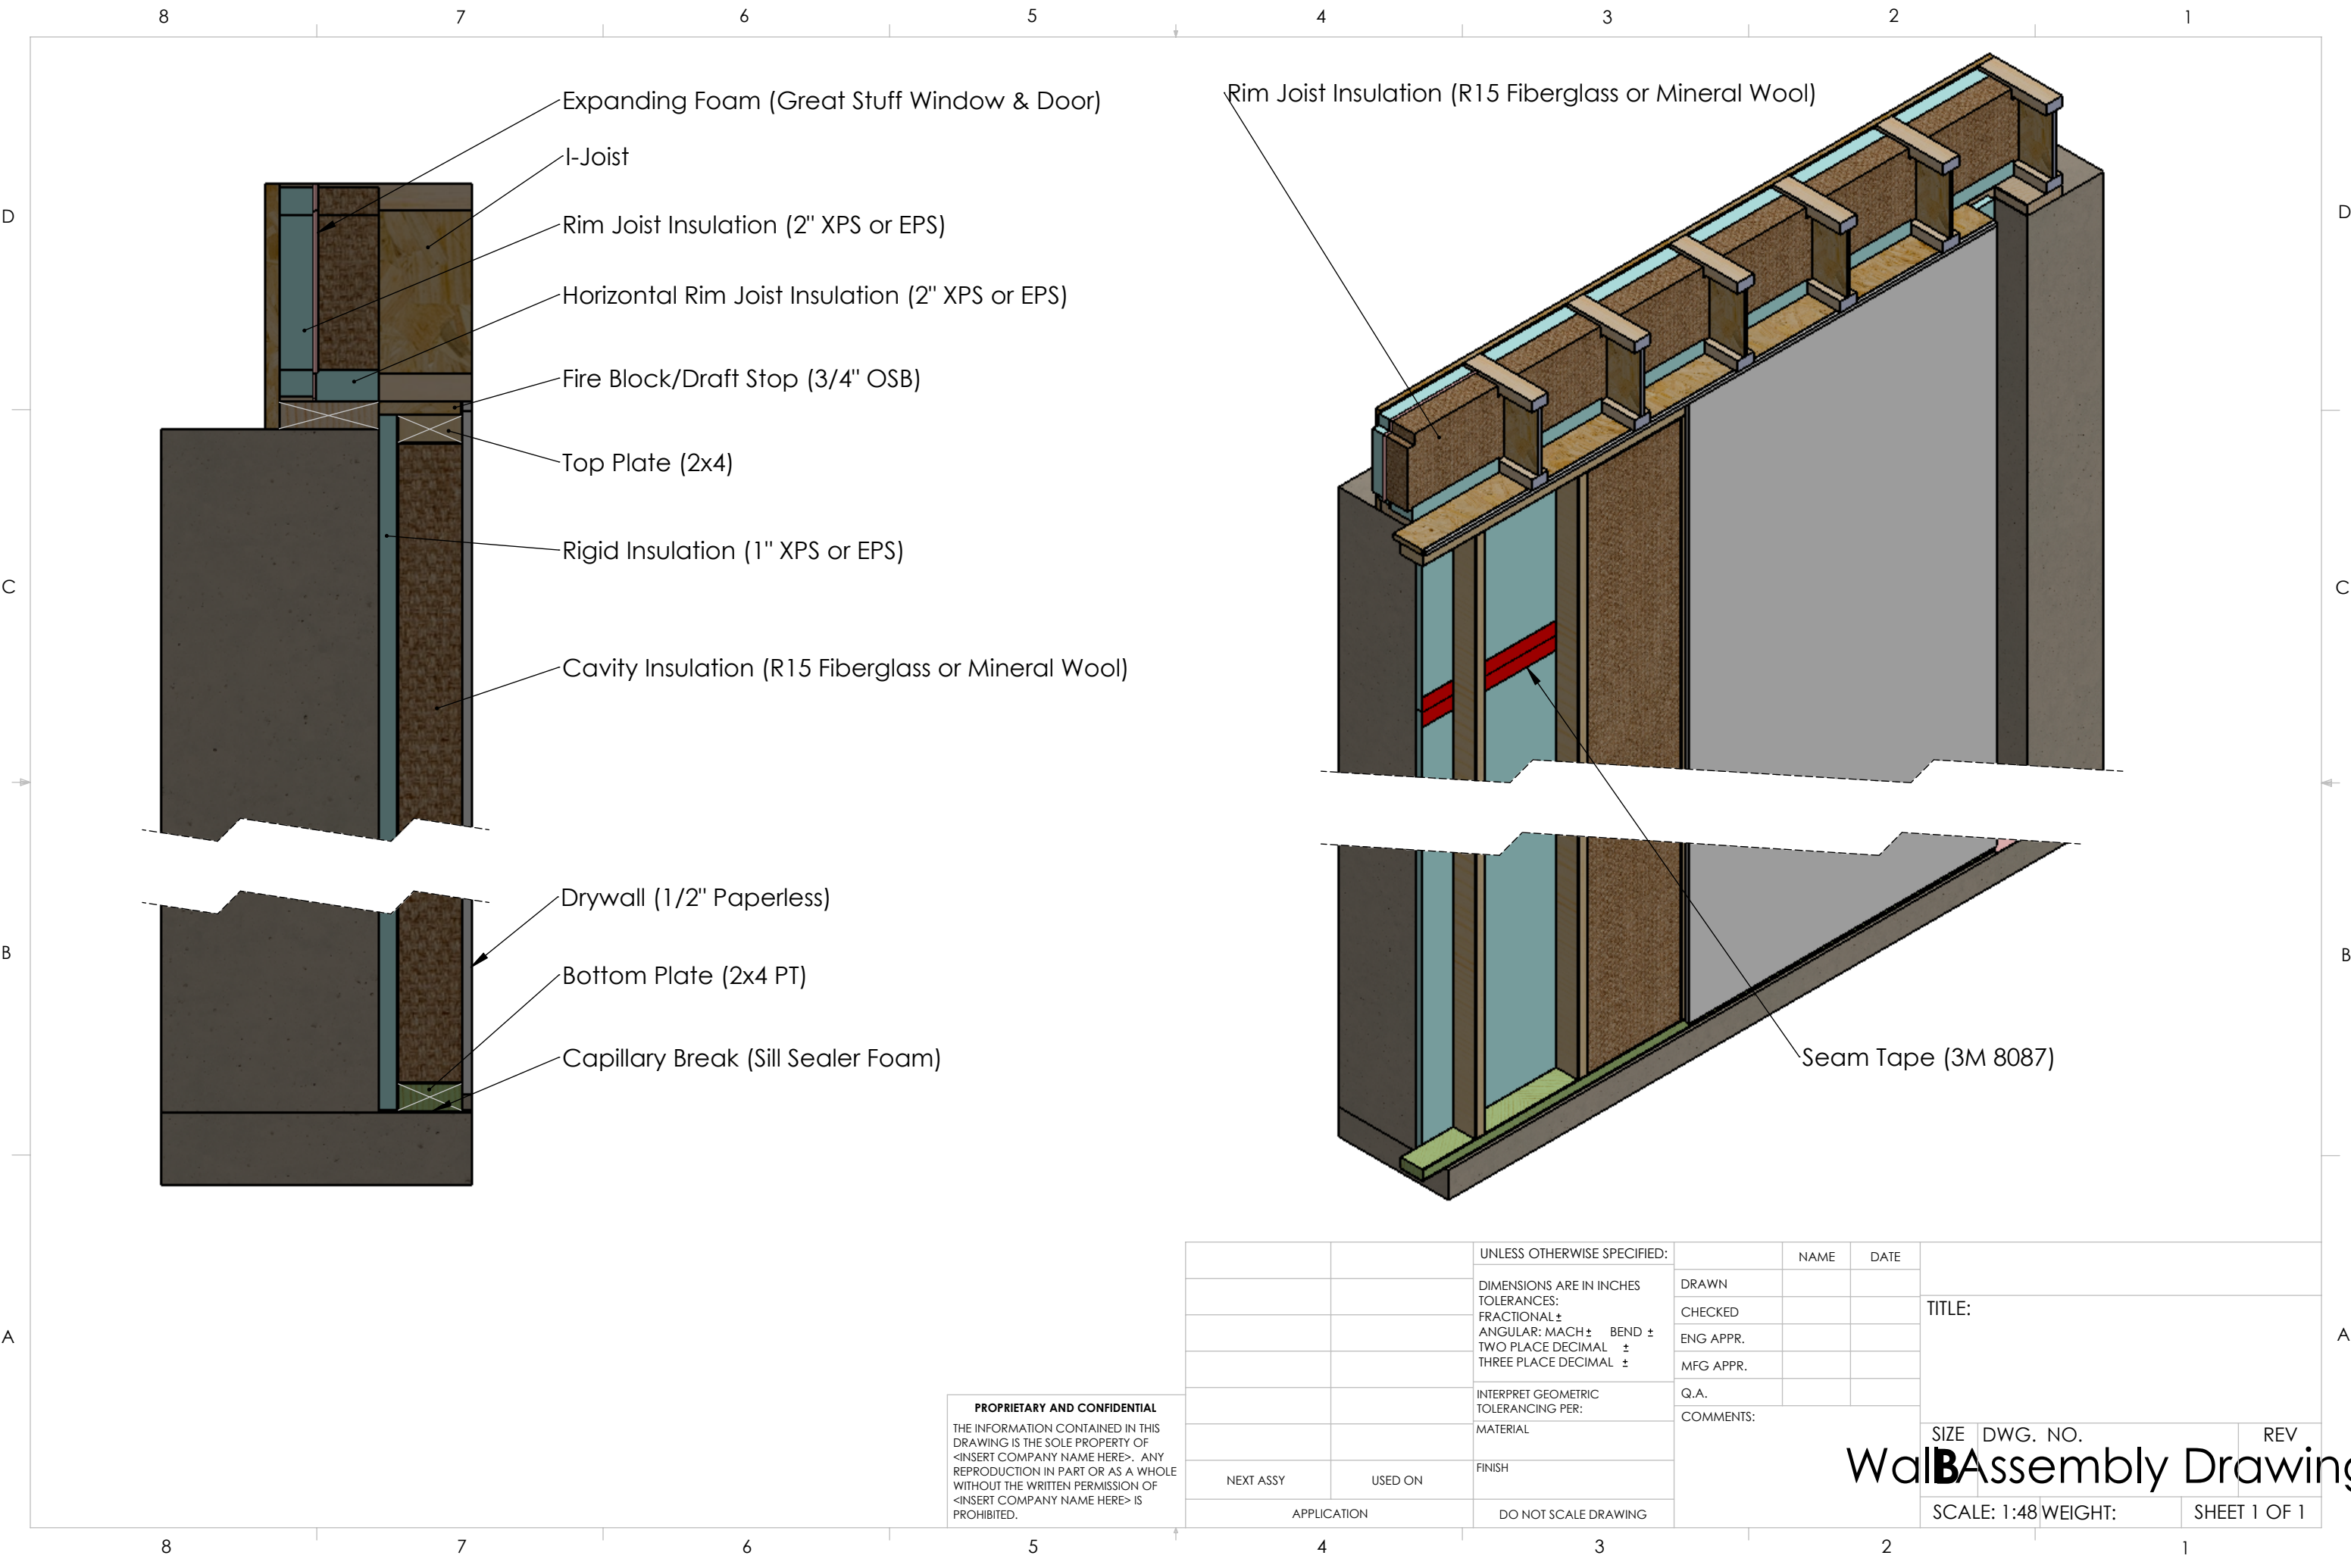 8 7 6 5 4 3 2 1
Expanding Foam (Great Stuff Window & Door)
I-Joist
Rim Joist Insulation (2" XPS or EPS)
Horizontal Rim Joist Insulation (2" XPS or EPS)
Fire Block/Draft Stop (3/4" OSB)
Top Plate (2x4)
Rigid Insulation (1" XPS or EPS)
Cavity Insulation (R15 Fiberglass or Mineral Wool)
Drywall (1/2" Paperless)
Bottom Plate (2x4 PT)
Capillary Break (Sill Sealer Foam)
Rim Joist Insulation (R15 Fiberglass or Mineral Wool)
Seam Tape (3M 8087)
D
C
B
A
D
C
B
A
PROPRIETARY AND CONFIDENTIAL
THE INFORMATION CONTAINED IN THIS
DRAWING IS THE SOLE PROPERTY OF
<INSERT COMPANY NAME HERE>. ANY
REPRODUCTION IN PART OR AS A WHOLE
WITHOUT THE WRITTEN PERMISSION OF
<INSERT COMPANY NAME HERE> IS
PROHIBITED.
NEXT ASSY
USED ON
APPLICATION
UNLESS OTHERWISE SPECIFIED:
DIMENSIONS ARE IN INCHES
TOLERANCES:
FRACTIONAL ±
ANGULAR: MACH ± BEND ±
TWO PLACE DECIMAL ±
THREE PLACE DECIMAL ±
INTERPRET GEOMETRIC
TOLERANCING PER:
MATERIAL
FINISH
DO NOT SCALE DRAWING
NAME DATE
DRAWN
CHECKED
ENG APPR.
MFG APPR.
Q.A.
COMMENTS:
TITLE:
SIZE DWG. NO. REV
B
Wall Assembly Drawing
SCALE: 1:48 WEIGHT: SHEET 1 OF 1
8 7 6 5 4 3 2 1